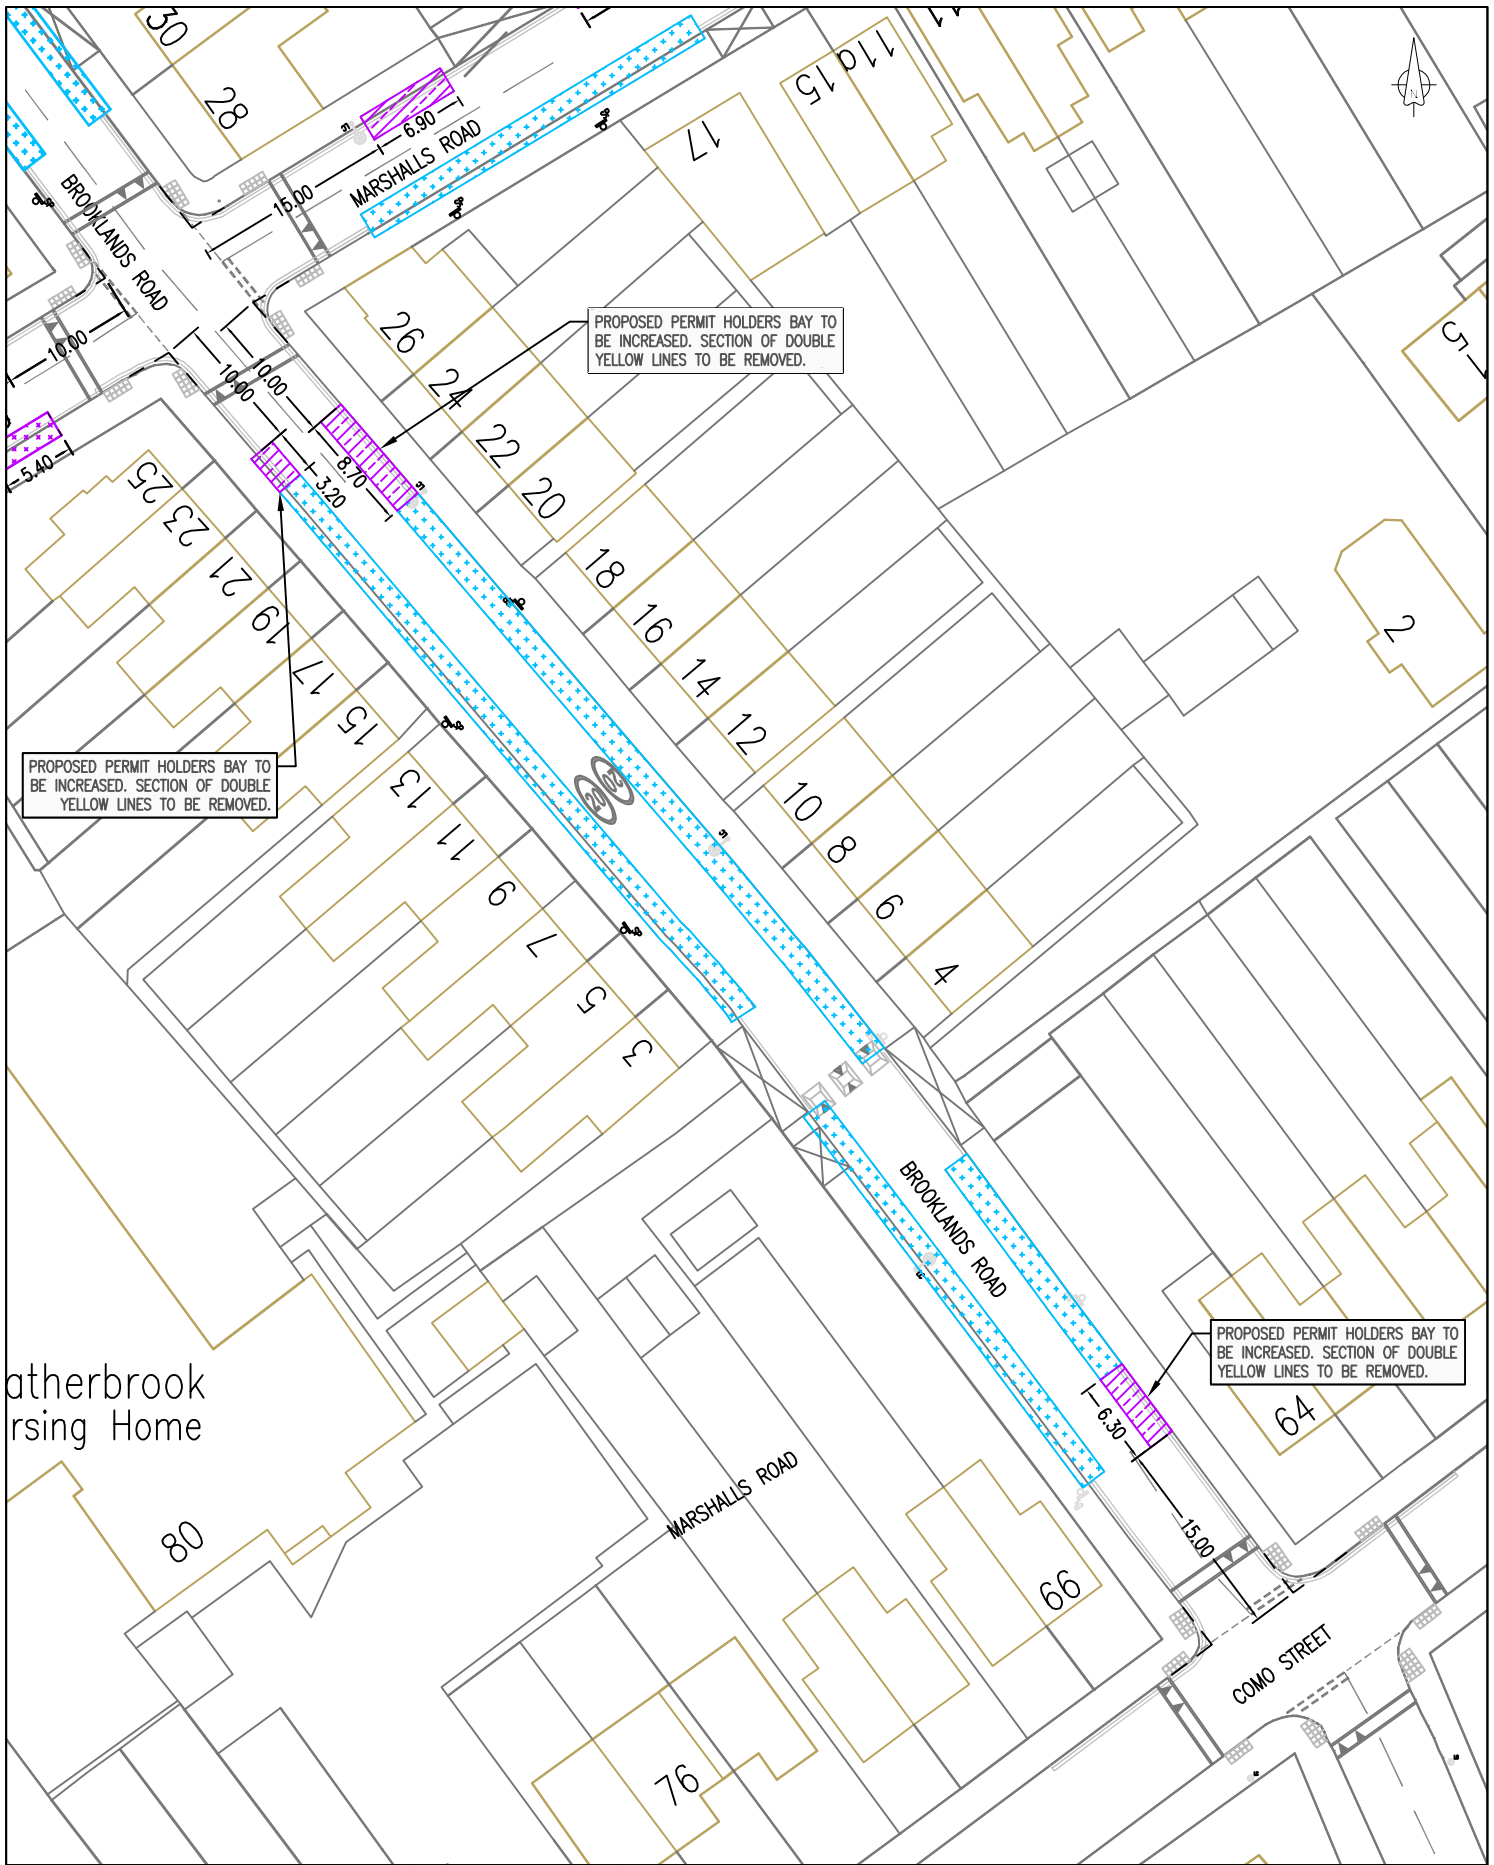 30
28
11
11a
15
17
N
6.90
MARSHALLS ROAD
15.00
BROOKLANDS ROAD
10.00
10.00
10.00
5.40
8.70
3.20
PROPOSED PERMIT HOLDERS BAY TO
BE INCREASED. SECTION OF DOUBLE
YELLOW LINES TO BE REMOVED.
26
24
22
20
18
16
14
12
10
8
6
4
2
25
23
21
19
17
15
13
11
9
7
5
3
20
20
PROPOSED PERMIT HOLDERS BAY TO
BE INCREASED. SECTION OF DOUBLE
YELLOW LINES TO BE REMOVED.
BROOKLANDS ROAD
PROPOSED PERMIT HOLDERS BAY TO
BE INCREASED. SECTION OF DOUBLE
YELLOW LINES TO BE REMOVED.
6.30
15.00
64
atherbrook
rsing Home
80
MARSHALLS ROAD
66
76
COMO STREET